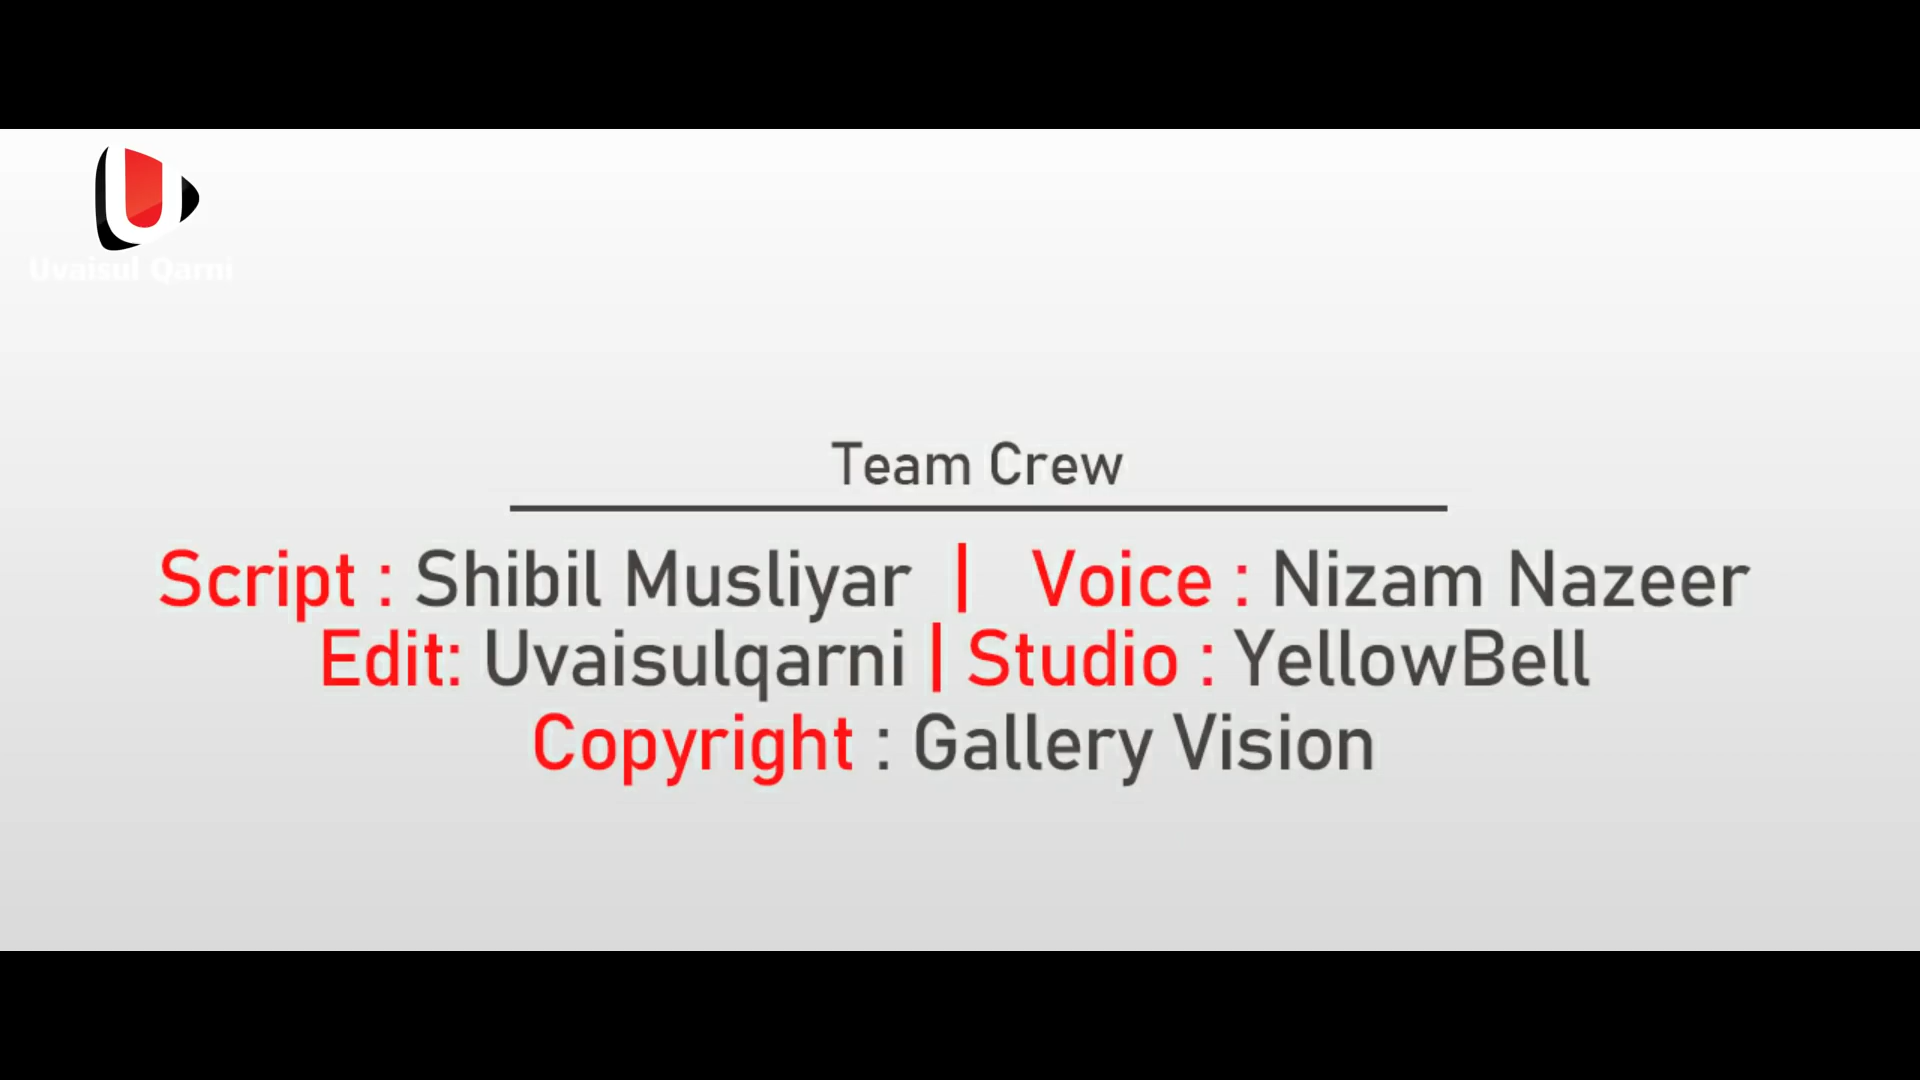 Uvaisul Qarni
Team Crew
Script : Shibil Musliyar | Voice : Nizam Nazeer
Edit: Uvaisulqarni | Studio : YellowBell
Copyright : Gallery Vision